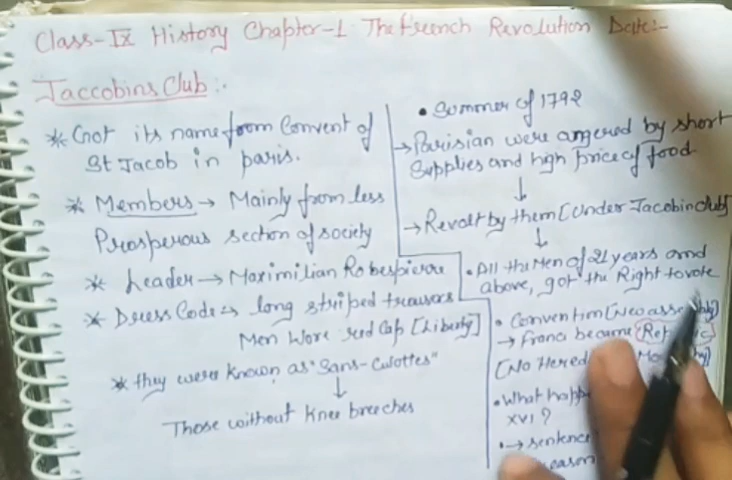 Class-IX History Chapter-1 The French Revolution Date:-
Jaccobins Club:-
* Got its name from Convent of
St Jacob in paris.
* Members → Mainly from less
Prosperous section of society
* Leader → Maximilian Robespierre
* Dress Code → long striped trousers
Men Wore red Cap [Liberty]
* they were known as "Sans-Culottes"
↓
Those without Knee breeches
• Summer of 1792
→ Parisian were angered by short
Supplies and high price of food
↓
→ Revolt by them [Under Jacobin club]
↓
• All the Men of 21 years and
above, got the Right to vote
• Convention
→ France became
[No
• What
XVI?
• → sentence